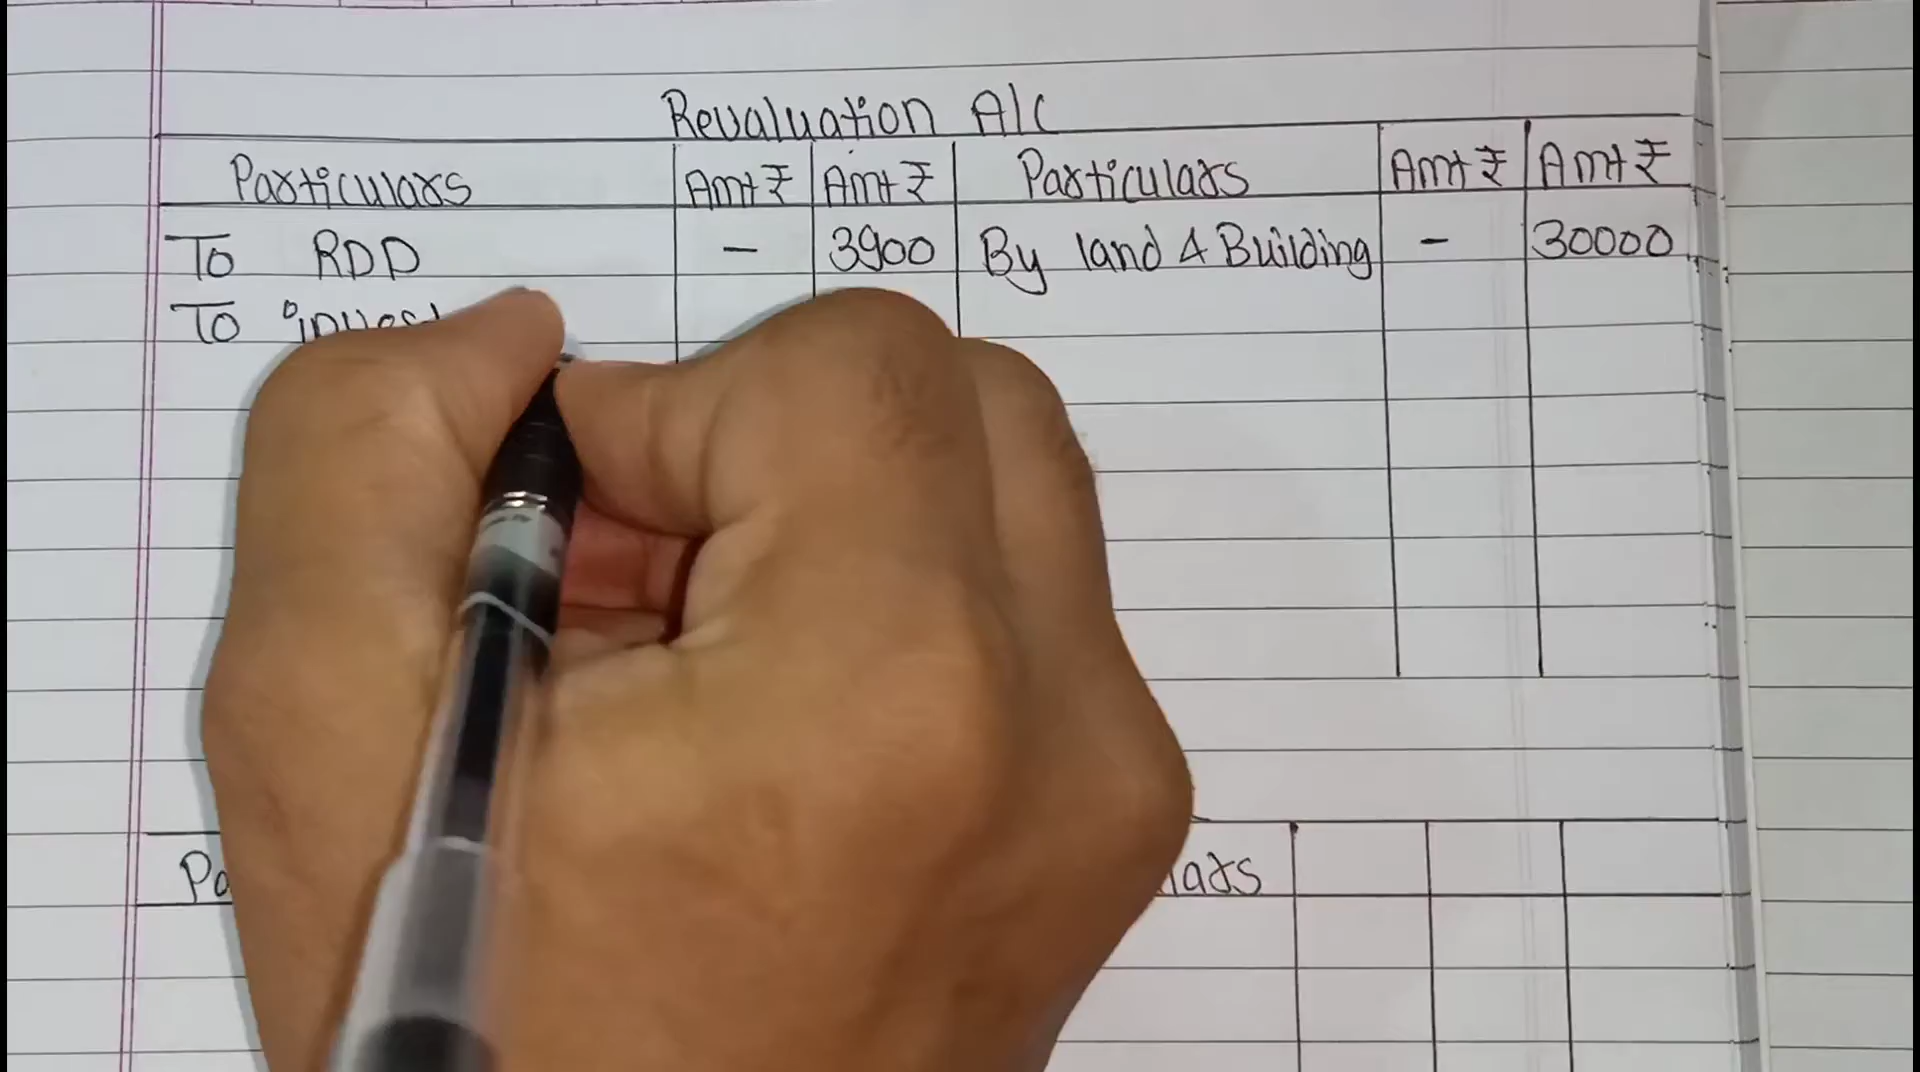 Revaluation A/c
Particulars Amt ₹ Amt ₹ Particulars Amt ₹ Amt ₹
To RDD - 3900 By land & Building - 30000
To